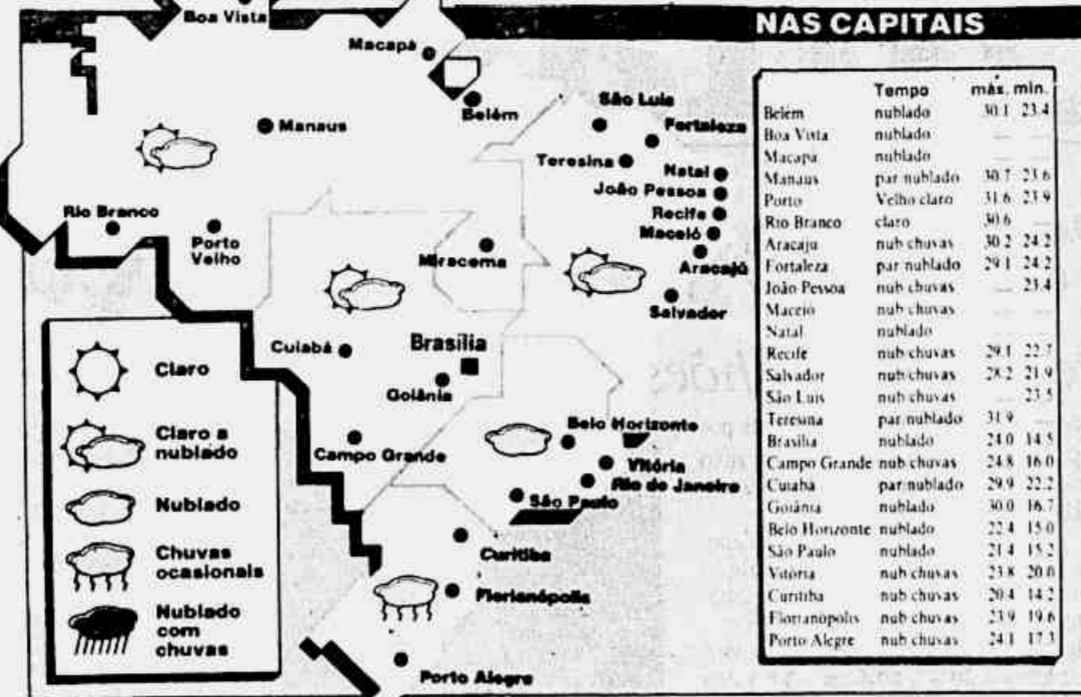 Boa Vista
NAS CAPITAIS
Macapá
Belém
São Luis
Fortaleza
Manaus
Teresina
Natal
João Pessoa
Recife
Maceió
Aracajú
Salvador
Rio Branco
Porto
Velho
Miracema
Cuiabá
Brasília
Goiânia
Campo Grande
Belo Horizonte
Vitória
Rio de Janeiro
São Paulo
Curitiba
Florianópolis
Porto Alegre
Claro
Claro a
nublado
Nublado
Chuvas
ocasionais
Nublado
com
chuvas
Tempo máx. min.
Belém nublado 30.1 23.4
Boa Vista nublado — —
Macapa nublado — —
Manaus par nublado 30.7 23.6
Porto Velho claro 31.6 23.9
Rio Branco claro 30.6 —
Aracaju nub chuvas 30.2 24.2
Fortaleza par nublado 29.1 24.2
João Pessoa nub chuvas — 23.4
Maceió nub chuvas — —
Natal nublado
Recife nub chuvas 29.1 22.7
Salvador nub chuvas 28.2 21.9
São Luis nub chuvas — 23.5
Teresina par nublado 31.9 —
Brasília nublado 24.0 14.5
Campo Grande nub chuvas 24.8 16.0
Cuiaba par nublado 29.9 22.2
Goiânia nublado 30.0 16.7
Belo Horizonte nublado 22.4 15.0
São Paulo nublado 21.4 15.2
Vitória nub chuvas 23.8 20.0
Curitiba nub chuvas 20.4 14.2
Florianópolis nub chuvas 23.9 19.6
Porto Alegre nub chuvas 24.1 17.3